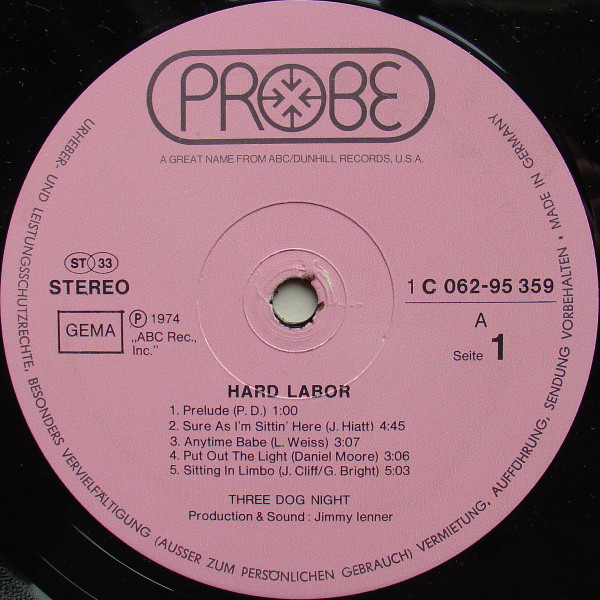 PROBE
A GREAT NAME FROM ABC/DUNHILL RECORDS, U.S.A.
ST 33
STEREO
GEMA
Ⓟ 1974
„ABC Rec.,
Inc.”
1 C 062-95 359
A
Seite 1
HARD LABOR
1. Prelude (P. D.) 1:00
2. Sure As I'm Sittin' Here (J. Hiatt) 4:45
3. Anytime Babe (L. Weiss) 3:07
4. Put Out The Light (Daniel Moore) 3:06
5. Sitting In Limbo (J. Cliff/G. Bright) 5:03
THREE DOG NIGHT
Production & Sound : Jimmy Ienner
URHEBER- UND LEISTUNGSSCHUTZRECHTE, BESONDERS VERVIELFÄLTIGUNG (AUSSER ZUM PERSÖNLICHEN GEBRAUCH) VERMIETUNG, AUFFÜHRUNG, SENDUNG VORBEHALTEN • MADE IN GERMANY